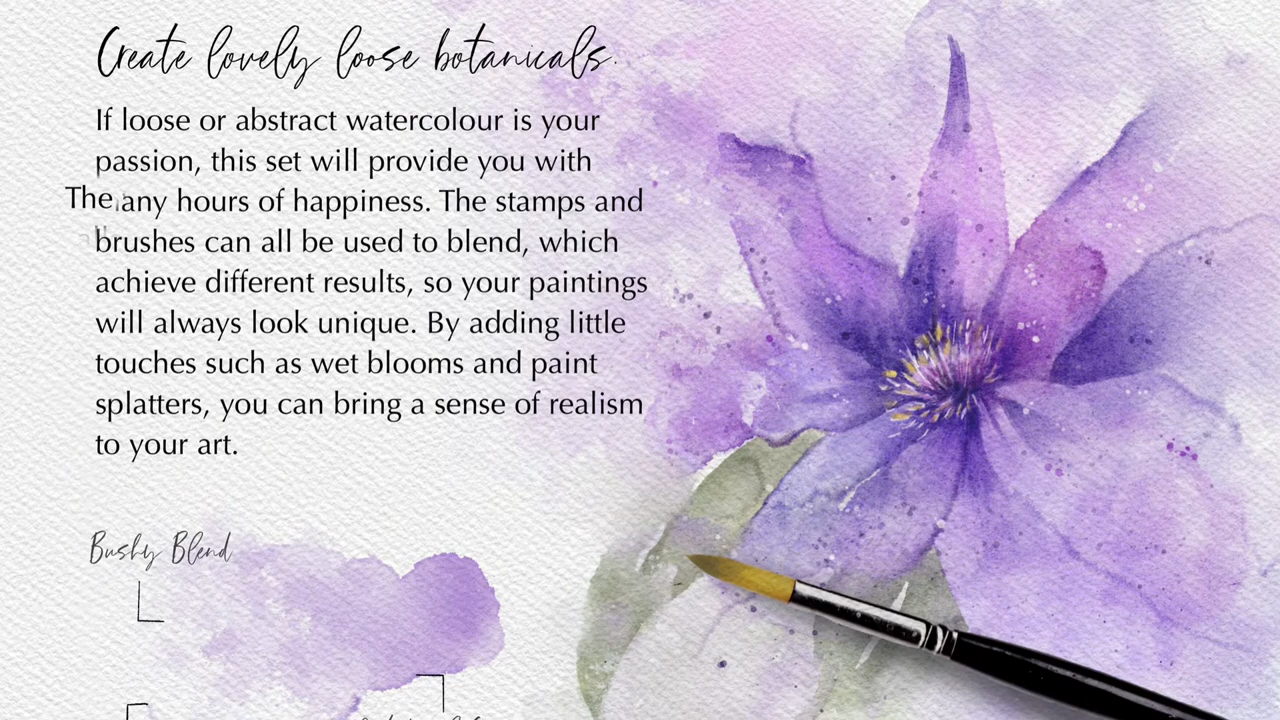 Create lovely loose botanicals.
If loose or abstract watercolour is your
passion, this set will provide you with
The any hours of happiness. The stamps and
brushes can all be used to blend, which
achieve different results, so your paintings
will always look unique. By adding little
touches such as wet blooms and paint
splatters, you can bring a sense of realism
to your art.
Bushy Blend